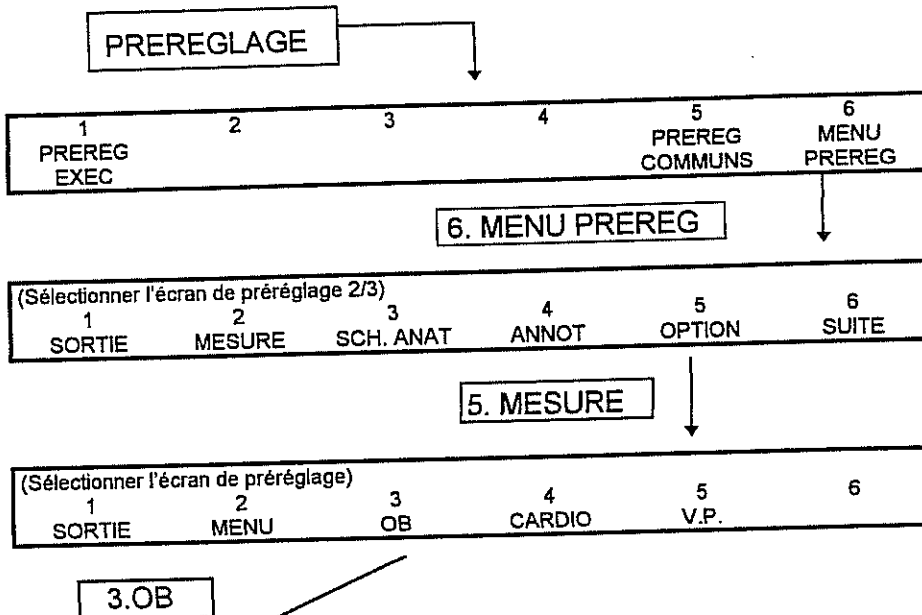 PREREGLAGE
1 2 3 4 5 6
PREREG PREREG MENU
EXEC COMMUNS PREREG
6. MENU PREREG
(Sélectionner l'écran de préréglage 2/3)
1 2 3 4 5 6
SORTIE MESURE SCH. ANAT ANNOT OPTION SUITE
5. MESURE
(Sélectionner l'écran de préréglage)
1 2 3 4 5 6
SORTIE MENU OB CARDIO V.P.
3.OB